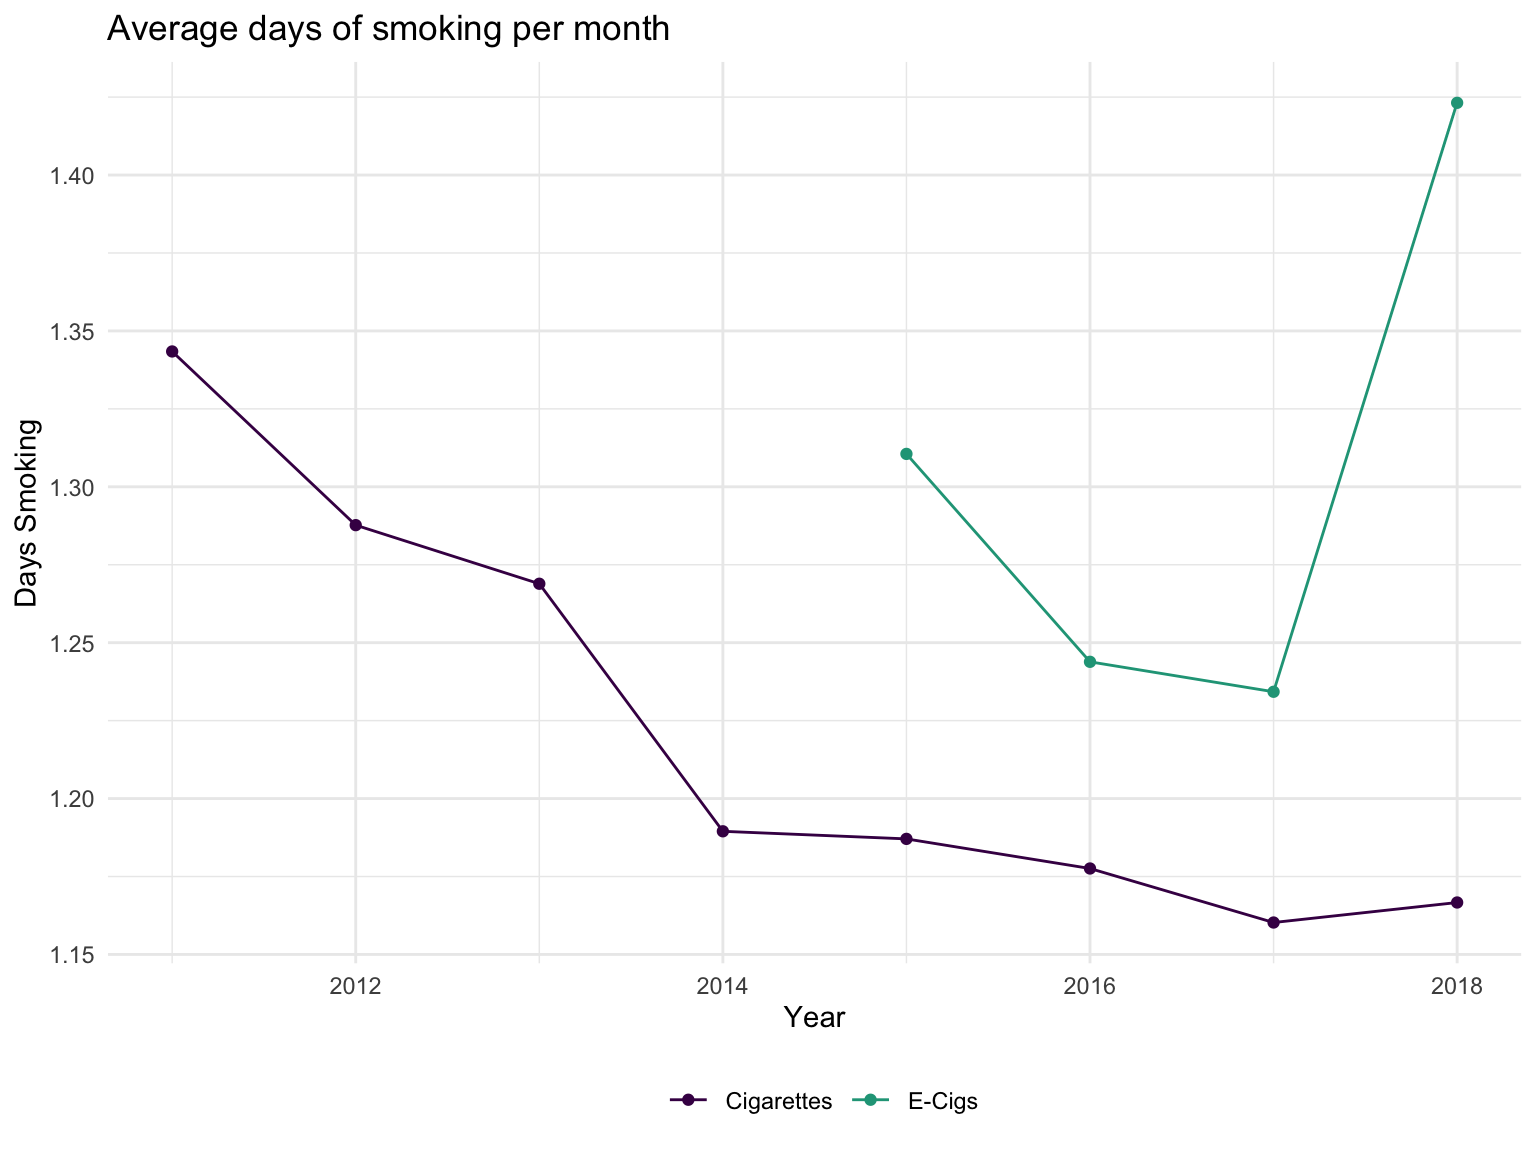 Average days of smoking per month
Days Smoking
1.40
1.35
1.30
1.25
1.20
1.15
2012 2014 2016 2018
Year
Cigarettes E-Cigs